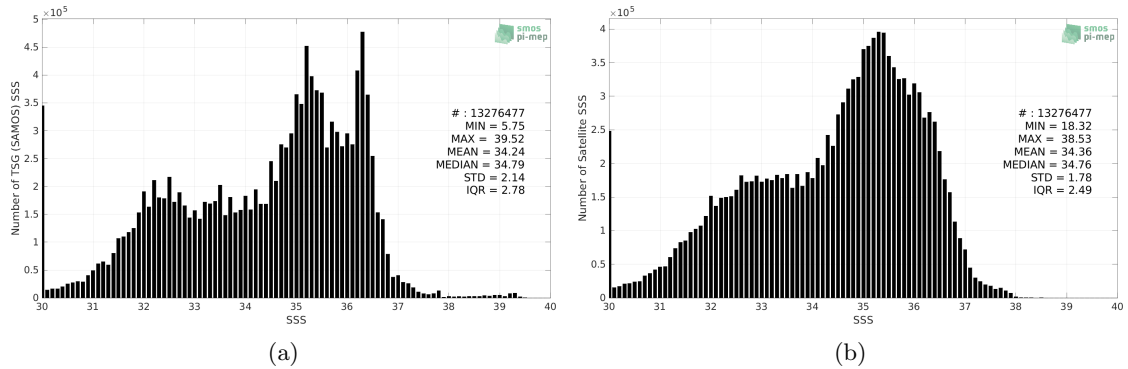 ×10⁵
5
4.5
4
3.5
3
2.5
2
1.5
1
0.5
0
Number of TSG (SAMOS) SSS
smos
pi-mep
# : 13276477
MIN = 5.75
MAX = 39.52
MEAN = 34.24
MEDIAN = 34.79
STD = 2.14
IQR = 2.78
30 31 32 33 34 35 36 37 38 39 40
SSS
(a)
×10⁵
4
3.5
3
2.5
2
1.5
1
0.5
0
Number of Satellite SSS
smos
pi-mep
# : 13276477
MIN = 18.32
MAX = 38.53
MEAN = 34.36
MEDIAN = 34.76
STD = 1.78
IQR = 2.49
30 31 32 33 34 35 36 37 38 39 40
SSS
(b)